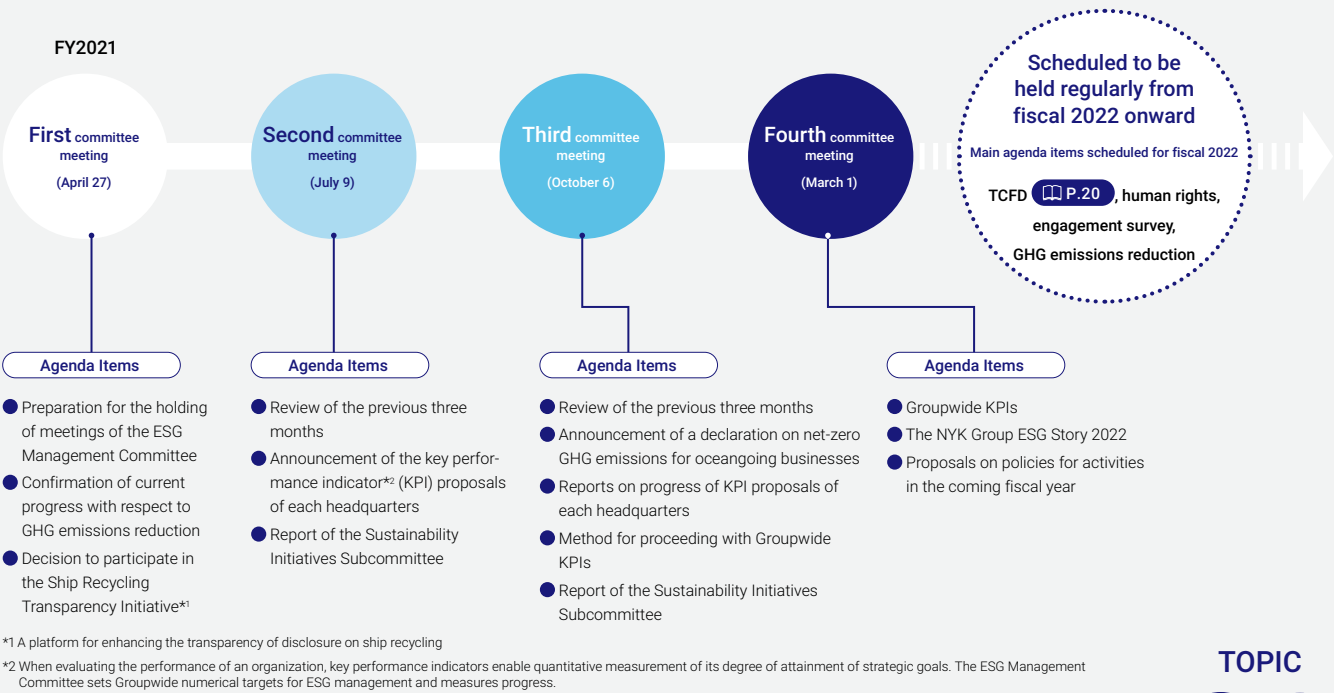 FY2021
First committee
meeting
(April 27)
Second committee
meeting
(July 9)
Third committee
meeting
(October 6)
Fourth committee
meeting
(March 1)
Scheduled to be
held regularly from
fiscal 2022 onward
Main agenda items scheduled for fiscal 2022
TCFD P.20, human rights,
engagement survey,
GHG emissions reduction
Agenda Items
Preparation for the holding
of meetings of the ESG
Management Committee
Confirmation of current
progress with respect to
GHG emissions reduction
Decision to participate in
the Ship Recycling
Transparency Initiative*1
Agenda Items
Review of the previous three
months
Announcement of the key perfor-
mance indicator*2 (KPI) proposals
of each headquarters
Report of the Sustainability
Initiatives Subcommittee
Agenda Items
Review of the previous three months
Announcement of a declaration on net-zero
GHG emissions for oceangoing businesses
Reports on progress of KPI proposals of
each headquarters
Method for proceeding with Groupwide
KPIs
Report of the Sustainability Initiatives
Subcommittee
Agenda Items
Groupwide KPIs
The NYK Group ESG Story 2022
Proposals on policies for activities
in the coming fiscal year
*1 A platform for enhancing the transparency of disclosure on ship recycling
*2 When evaluating the performance of an organization, key performance indicators enable quantitative measurement of its degree of attainment of strategic goals. The ESG Management
Committee sets Groupwide numerical targets for ESG management and measures progress.
TOPIC